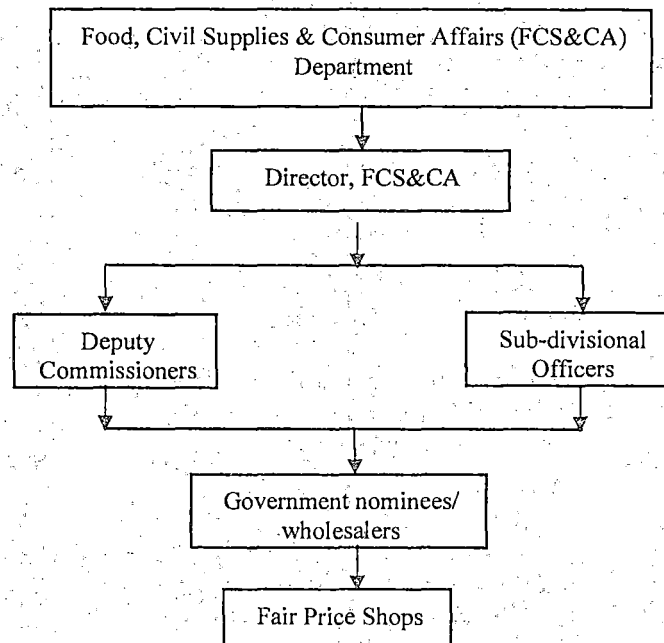 Food, Civil Supplies & Consumer Affairs (FCS&CA)
Department
Director, FCS&CA
Deputy
Commissioners
Sub-divisional
Officers
Government nominees/
wholesalers
Fair Price Shops